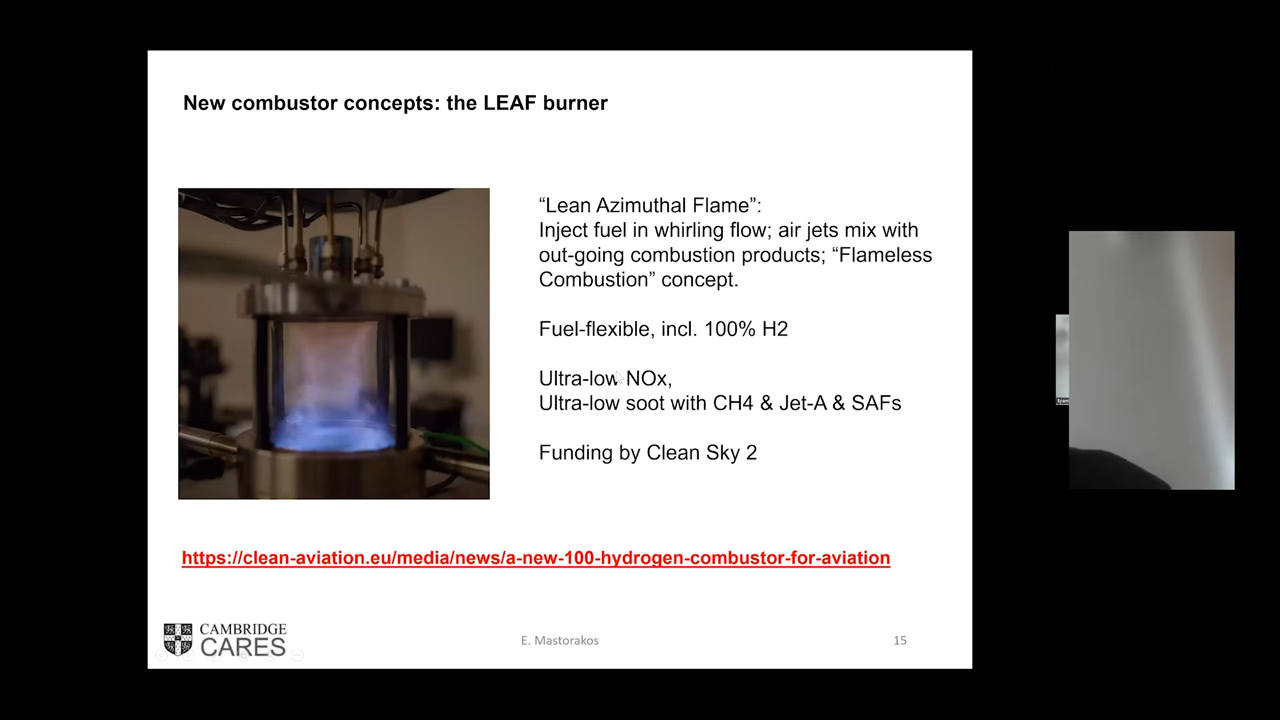 New combustor concepts: the LEAF burner
“Lean Azimuthal Flame”:
Inject fuel in whirling flow; air jets mix with
out-going combustion products; “Flameless
Combustion” concept.
Fuel-flexible, incl. 100% H2
Ultra-low NOx,
Ultra-low soot with CH4 & Jet-A & SAFs
Funding by Clean Sky 2
https://clean-aviation.eu/media/news/a-new-100-hydrogen-combustor-for-aviation
CAMBRIDGE
CARES
E. Mastorakos
15